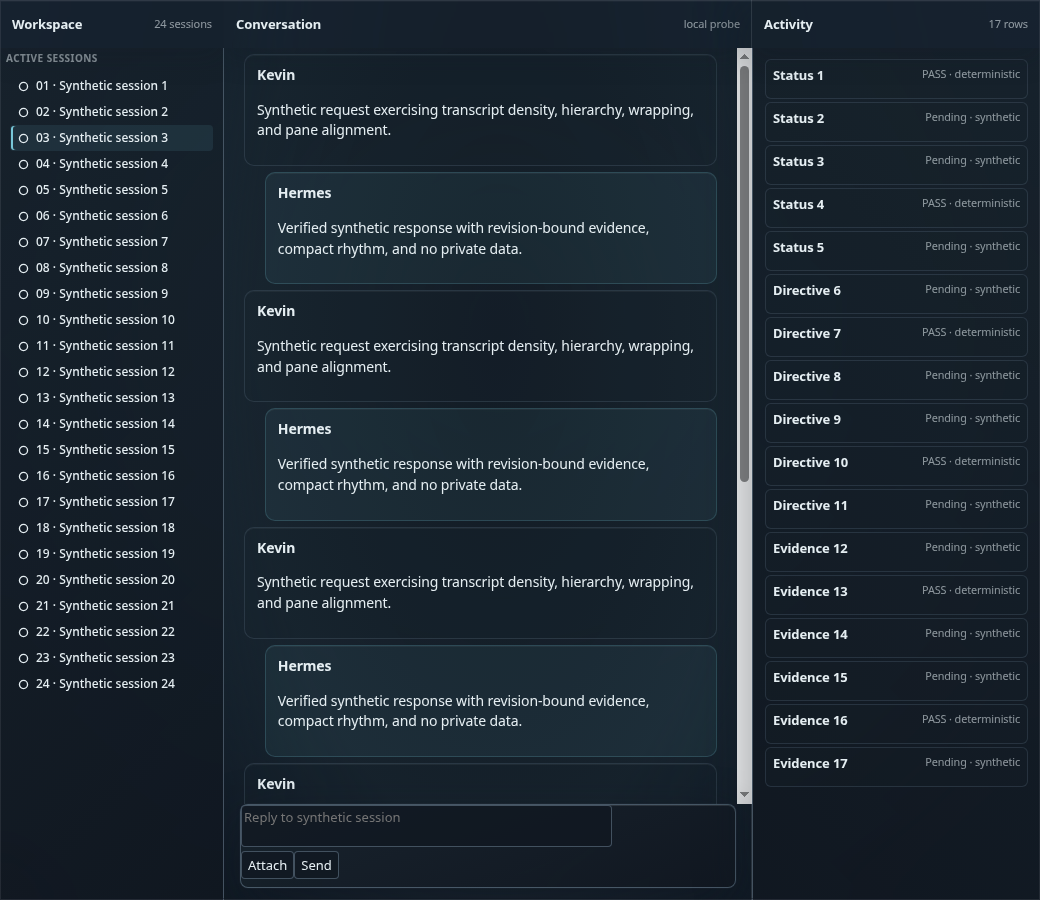 Workspace
24 sessions
ACTIVE SESSIONS
01 · Synthetic session 1
02 · Synthetic session 2
03 · Synthetic session 3
04 · Synthetic session 4
05 · Synthetic session 5
06 · Synthetic session 6
07 · Synthetic session 7
08 · Synthetic session 8
09 · Synthetic session 9
10 · Synthetic session 10
11 · Synthetic session 11
12 · Synthetic session 12
13 · Synthetic session 13
14 · Synthetic session 14
15 · Synthetic session 15
16 · Synthetic session 16
17 · Synthetic session 17
18 · Synthetic session 18
19 · Synthetic session 19
20 · Synthetic session 20
21 · Synthetic session 21
22 · Synthetic session 22
23 · Synthetic session 23
24 · Synthetic session 24
Conversation
local probe
Kevin
Synthetic request exercising transcript density, hierarchy, wrapping,
and pane alignment.
Hermes
Verified synthetic response with revision-bound evidence,
compact rhythm, and no private data.
Kevin
Synthetic request exercising transcript density, hierarchy, wrapping,
and pane alignment.
Hermes
Verified synthetic response with revision-bound evidence,
compact rhythm, and no private data.
Kevin
Synthetic request exercising transcript density, hierarchy, wrapping,
and pane alignment.
Hermes
Verified synthetic response with revision-bound evidence,
compact rhythm, and no private data.
Kevin
Reply to synthetic session
Attach
Send
Activity
17 rows
Status 1
PASS · deterministic
Status 2
Pending · synthetic
Status 3
Pending · synthetic
Status 4
PASS · deterministic
Status 5
Pending · synthetic
Directive 6
Pending · synthetic
Directive 7
PASS · deterministic
Directive 8
Pending · synthetic
Directive 9
Pending · synthetic
Directive 10
PASS · deterministic
Directive 11
Pending · synthetic
Evidence 12
Pending · synthetic
Evidence 13
PASS · deterministic
Evidence 14
Pending · synthetic
Evidence 15
Pending · synthetic
Evidence 16
PASS · deterministic
Evidence 17
Pending · synthetic